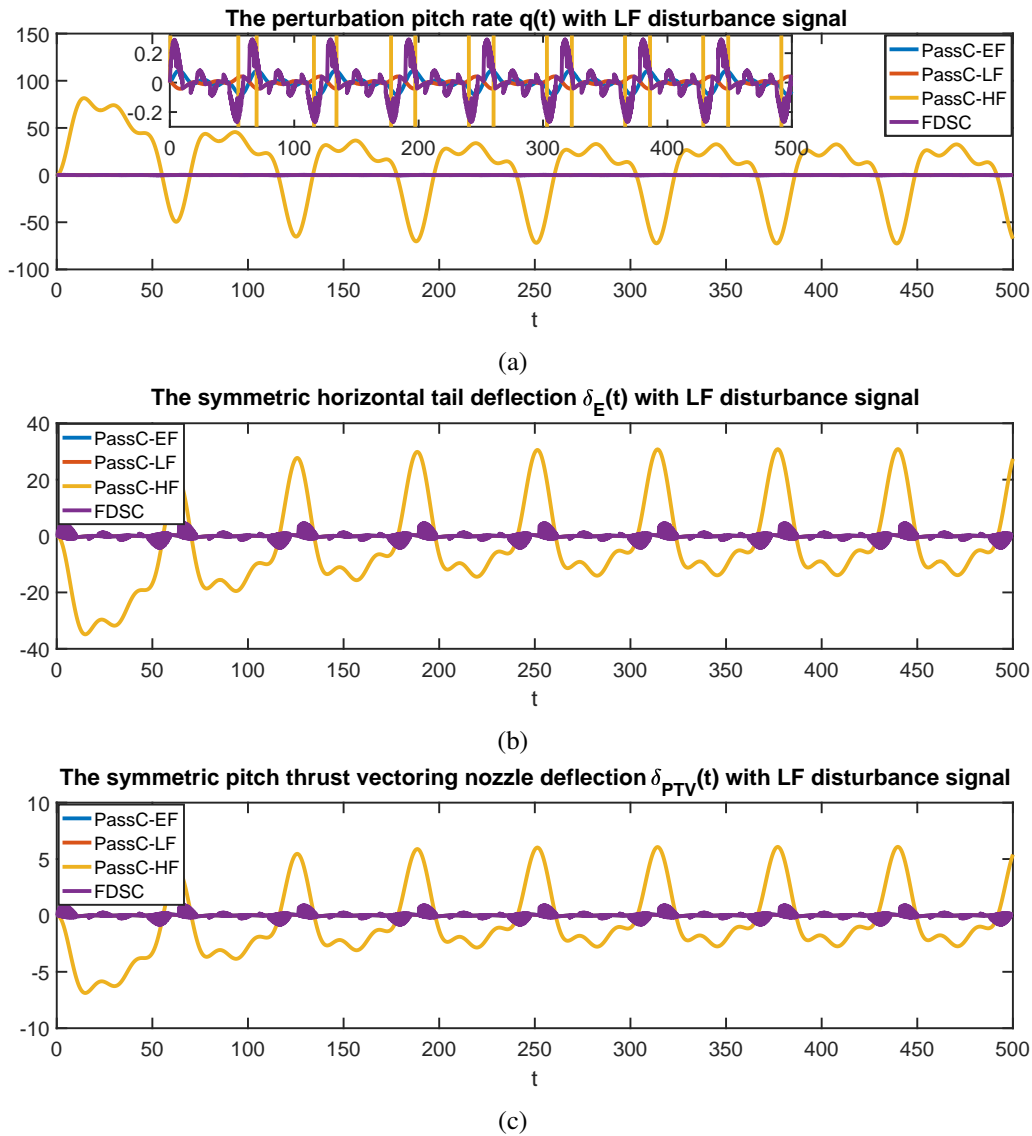 The perturbation pitch rate q(t) with LF disturbance signal
150
100
50
0
-50
-100
0.2
0
-0.2
0 100 200 300 400 500
PassC-EF
PassC-LF
PassC-HF
FDSC
0 50 100 150 200 250 300 350 400 450 500
t
(a)
The symmetric horizontal tail deflection δ_E(t) with LF disturbance signal
40
20
0
-20
-40
PassC-EF
PassC-LF
PassC-HF
FDSC
0 50 100 150 200 250 300 350 400 450 500
t
(b)
The symmetric pitch thrust vectoring nozzle deflection δ_PTV(t) with LF disturbance signal
10
5
0
-5
-10
PassC-EF
PassC-LF
PassC-HF
FDSC
0 50 100 150 200 250 300 350 400 450 500
t
(c)